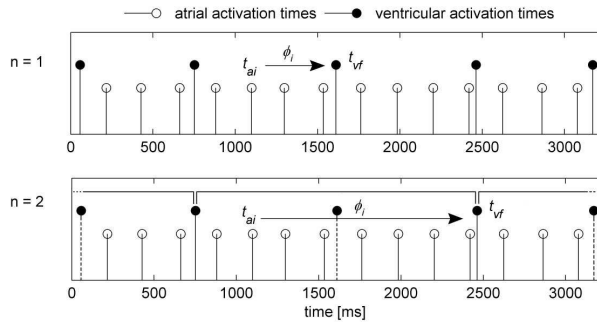 atrial activation times ventricular activation times
n = 1
t_ai ϕ_i t_vf
0 500 1000 1500 2000 2500 3000
n = 2
t_ai ϕ_i t_vf
0 500 1000 1500 2000 2500 3000
time [ms]